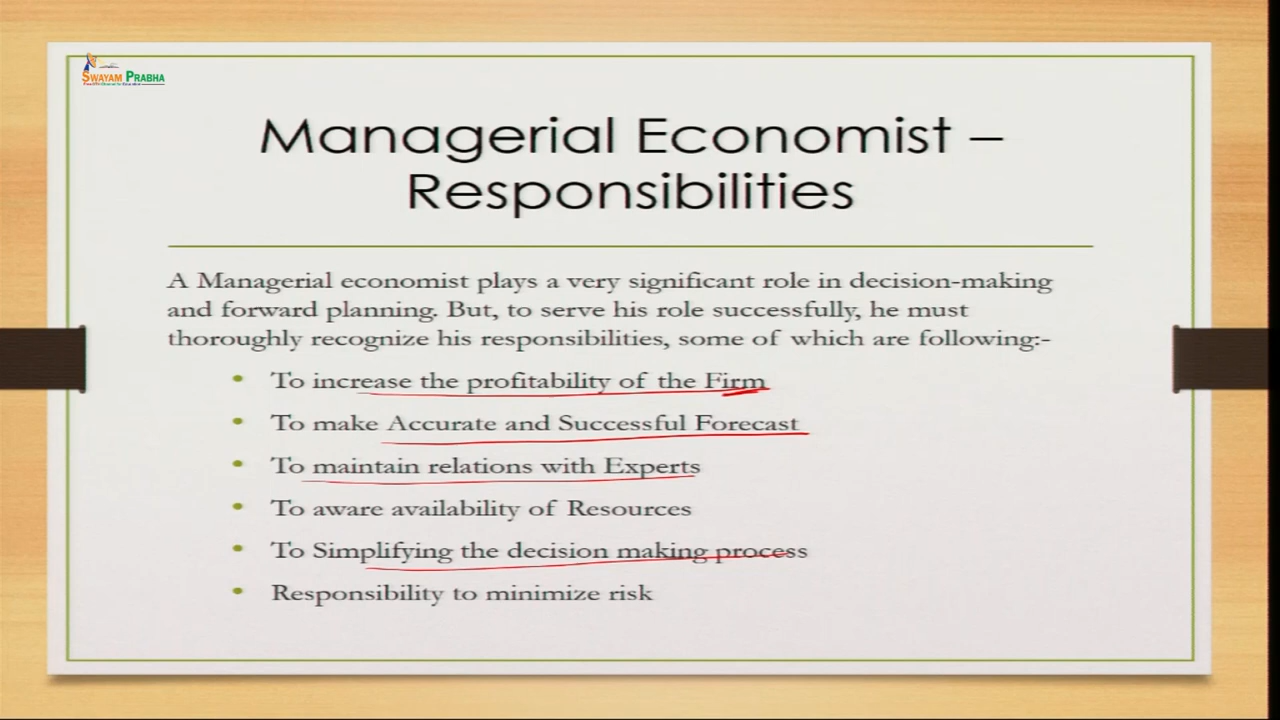 SWAYAM PRABHA
Managerial Economist –
Responsibilities
A Managerial economist plays a very significant role in decision-making
and forward planning. But, to serve his role successfully, he must
thoroughly recognize his responsibilities, some of which are following:-
• To increase the profitability of the Firm
• To make Accurate and Successful Forecast
• To maintain relations with Experts
• To aware availability of Resources
• To Simplifying the decision making process
• Responsibility to minimize risk